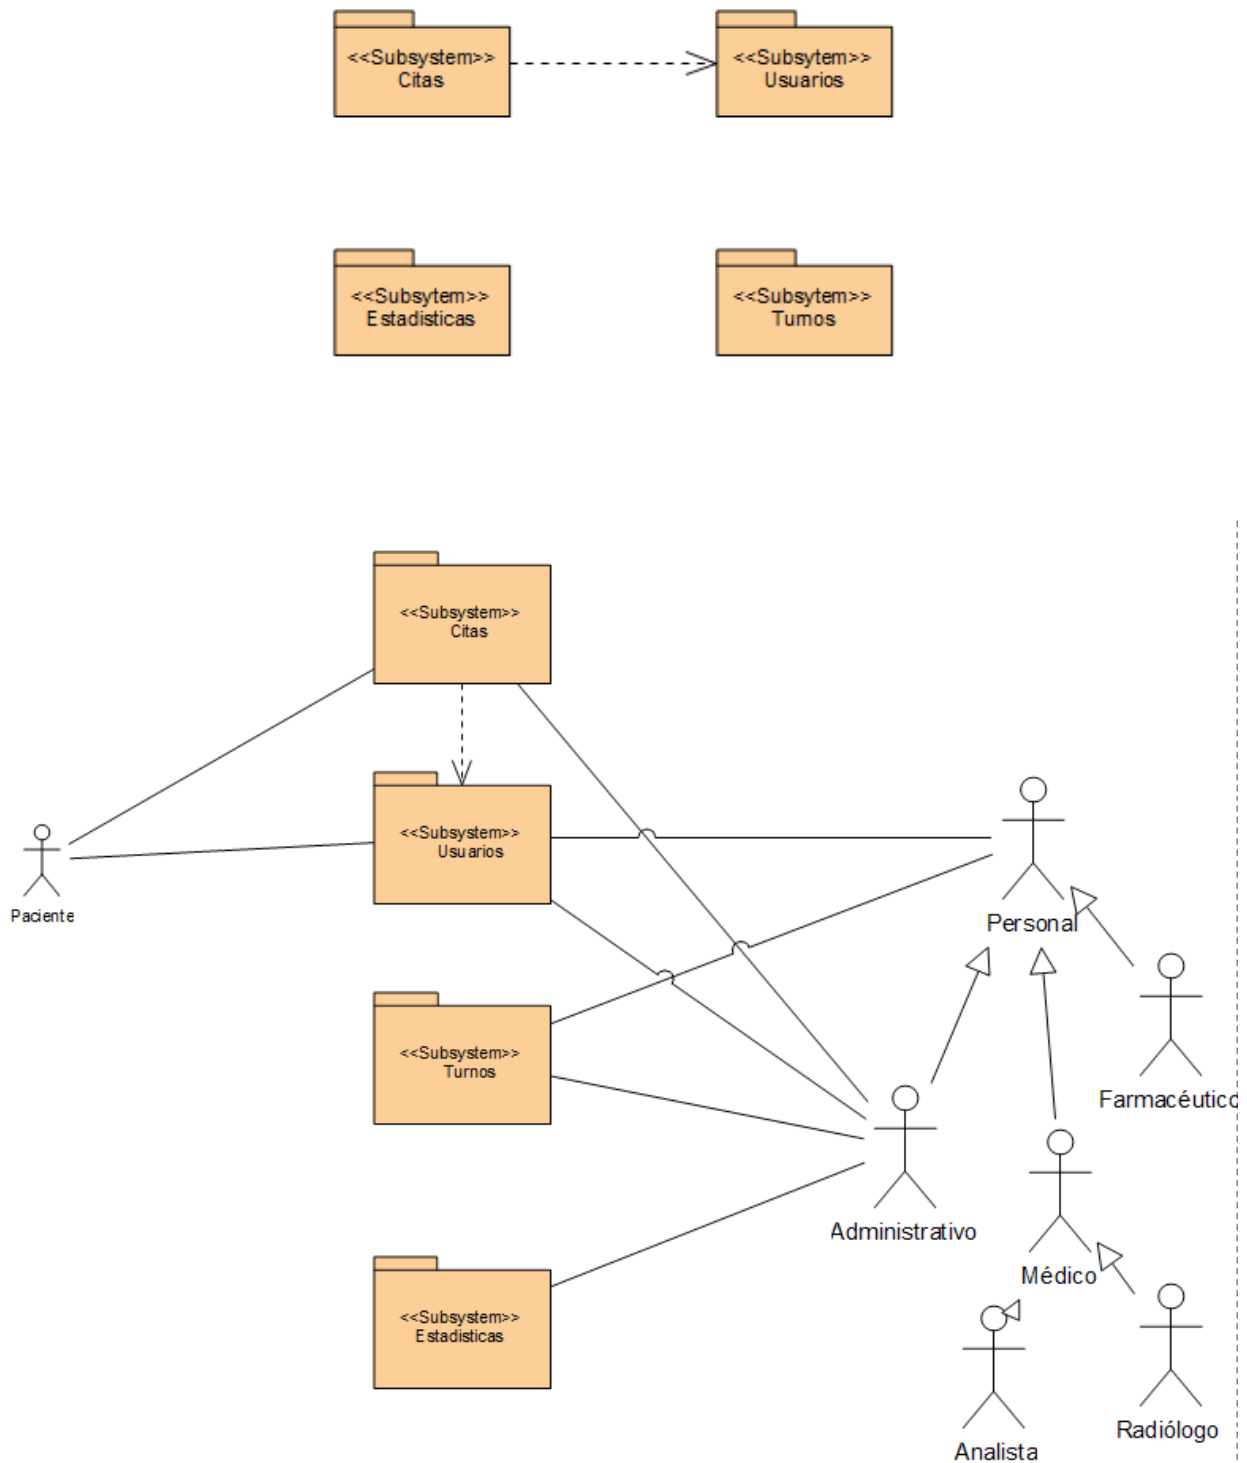 <<Subsystem>>
Citas
<<Subsytem>>
Usuarios
<<Subsytem>>
Estadisticas
<<Subsytem>>
Turnos
<<Subsystem>>
Citas
<<Subsystem>>
Usuarios
Paciente
Personal
<<Subsystem>>
Turnos
Farmacéutico
Administrativo
Médico
<<Subsystem>>
Estadisticas
Radiólogo
Analista